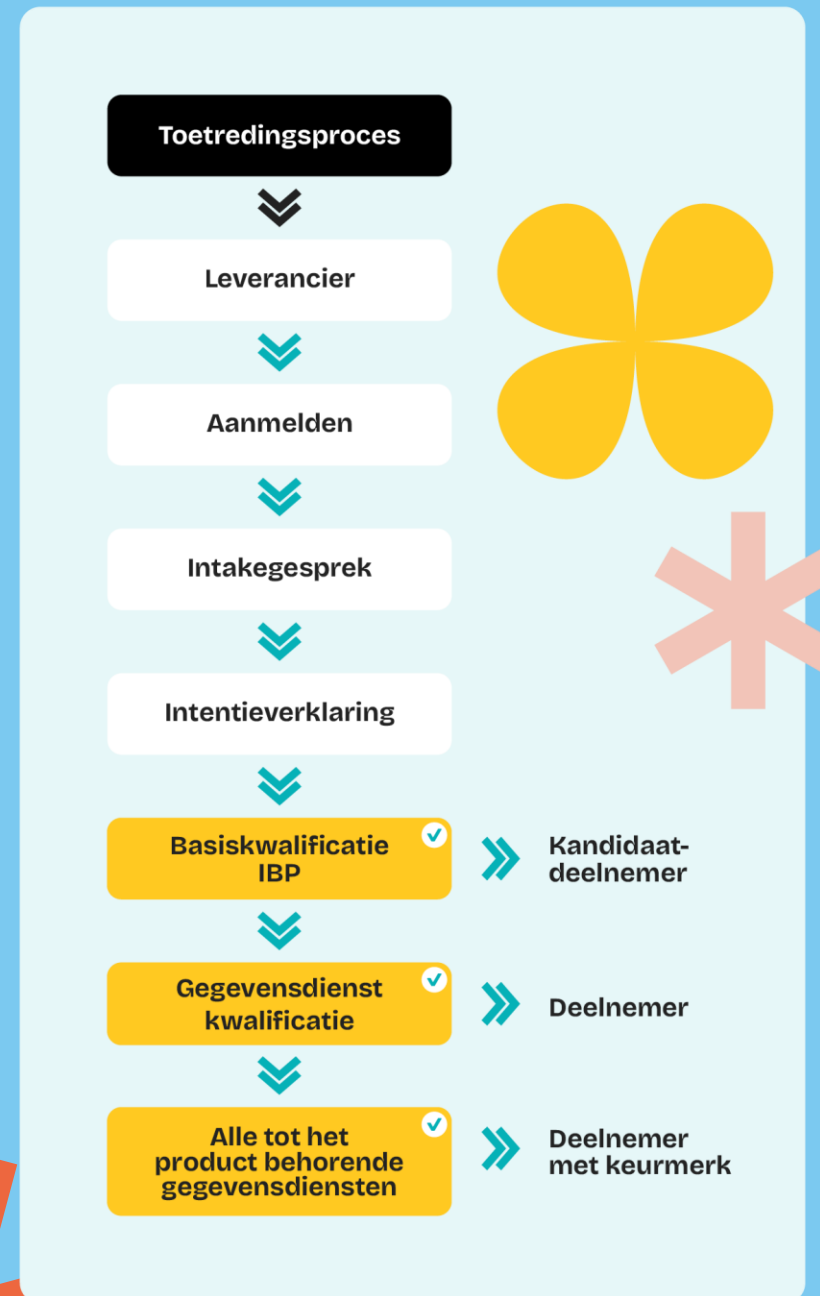 Toetredingsproces
Leverancier
Aanmelden
Intakegesprek
Intentieverklaring
Basiskwalificatie
IBP
Kandidaat-
deelnemer
Gegevensdienst
kwalificatie
Deelnemer
Alle tot het
product behorende
gegevensdiensten
Deelnemer
met keurmerk